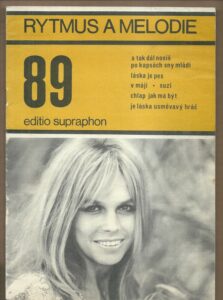 RYTMUS A MELODIE
89
editio supraphon
a tak dál nosíš
po kapsách sny mládí
láska je pes
v máji • suzi
chlap jak má být
je láska usměvavý hráč